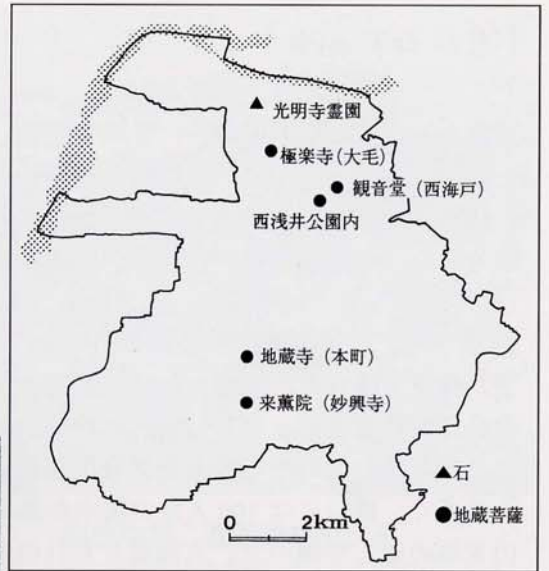 光明寺霊園
極楽寺（大毛）
観音堂（西海戸）
西浅井公園内
地蔵寺（本町）
来薫院（妙興寺）
石
地蔵菩薩
0 2km